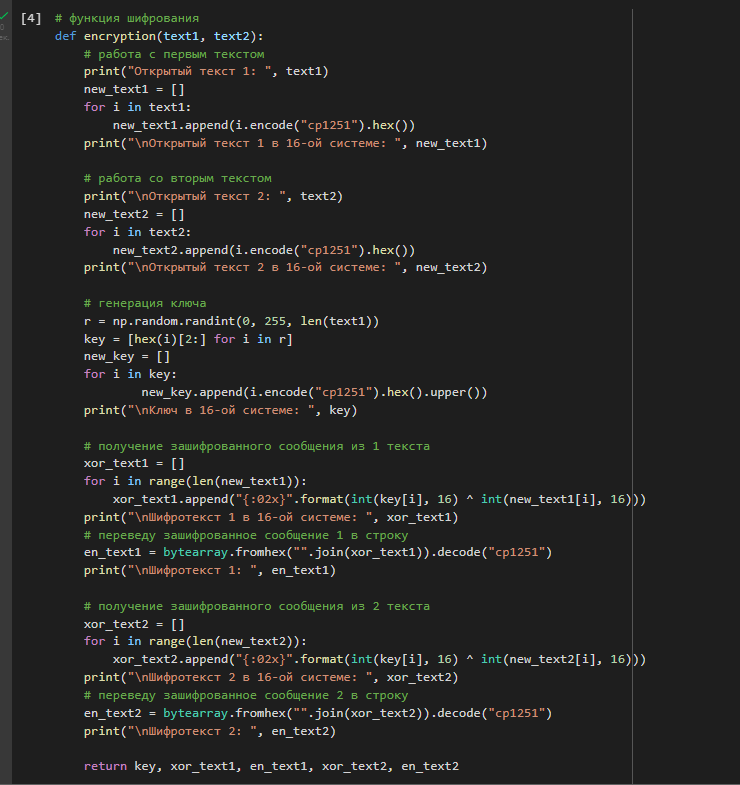 [4] # функция шифрования
def encryption(text1, text2):
    # работа с первым текстом
    print("Открытый текст 1: ", text1)
    new_text1 = []
    for i in text1:
        new_text1.append(i.encode("cp1251").hex())
    print("\nОткрытый текст 1 в 16-ой системе: ", new_text1)

    # работа со вторым текстом
    print("\nОткрытый текст 2: ", text2)
    new_text2 = []
    for i in text2:
        new_text2.append(i.encode("cp1251").hex())
    print("\nОткрытый текст 2 в 16-ой системе: ", new_text2)

    # генерация ключа
    r = np.random.randint(0, 255, len(text1))
    key = [hex(i)[2:] for i in r]
    new_key = []
    for i in key:
            new_key.append(i.encode("cp1251").hex().upper())
    print("\nКлюч в 16-ой системе: ", key)

    # получение зашифрованного сообщения из 1 текста
    xor_text1 = []
    for i in range(len(new_text1)):
        xor_text1.append("{:02x}".format(int(key[i], 16) ^ int(new_text1[i], 16)))
    print("\nШифротекст 1 в 16-ой системе: ", xor_text1)
    # переведу зашифрованное сообщение 1 в строку
    en_text1 = bytearray.fromhex("".join(xor_text1)).decode("cp1251")
    print("\nШифротекст 1: ", en_text1)

    # получение зашифрованного сообщения из 2 текста
    xor_text2 = []
    for i in range(len(new_text2)):
        xor_text2.append("{:02x}".format(int(key[i], 16) ^ int(new_text2[i], 16)))
    print("\nШифротекст 2 в 16-ой системе: ", xor_text2)
    # переведу зашифрованное сообщение 2 в строку
    en_text2 = bytearray.fromhex("".join(xor_text2)).decode("cp1251")
    print("\nШифротекст 2: ", en_text2)

    return key, xor_text1, en_text1, xor_text2, en_text2